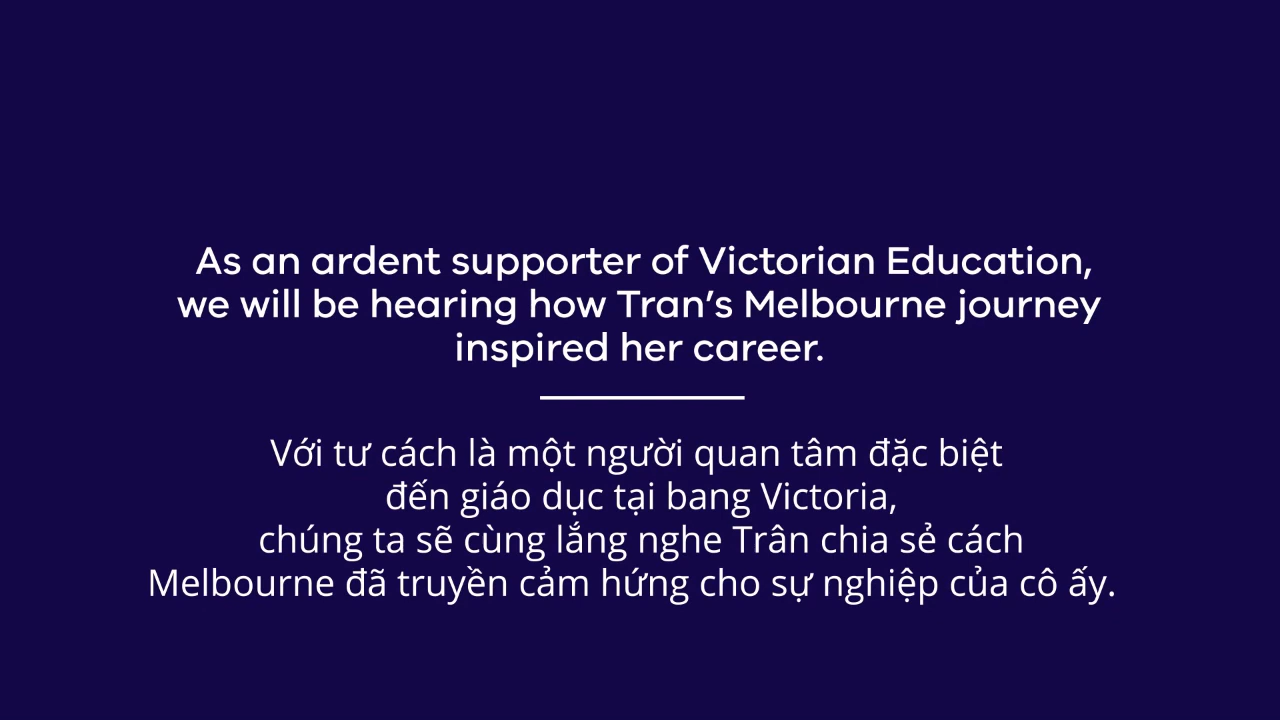 As an ardent supporter of Victorian Education,
we will be hearing how Tran’s Melbourne journey
inspired her career.
Với tư cách là một người quan tâm đặc biệt
đến giáo dục tại bang Victoria,
chúng ta sẽ cùng lắng nghe Trân chia sẻ cách
Melbourne đã truyền cảm hứng cho sự nghiệp của cô ấy.